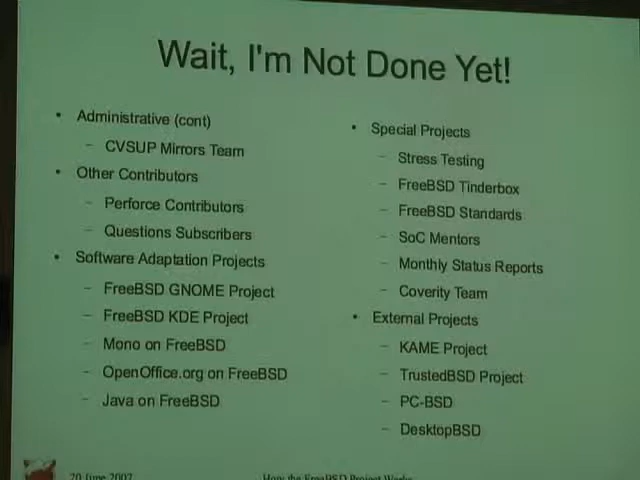 Wait, I'm Not Done Yet!
• Administrative (cont)
– CVSUP Mirrors Team
• Other Contributors
– Perforce Contributors
– Questions Subscribers
• Software Adaptation Projects
– FreeBSD GNOME Project
– FreeBSD KDE Project
– Mono on FreeBSD
– OpenOffice.org on FreeBSD
– Java on FreeBSD
• Special Projects
– Stress Testing
– FreeBSD Tinderbox
– FreeBSD Standards
– SoC Mentors
– Monthly Status Reports
– Coverity Team
• External Projects
– KAME Project
– TrustedBSD Project
– PC-BSD
– DesktopBSD
20 June 2007
How the FreeBSD Project Works